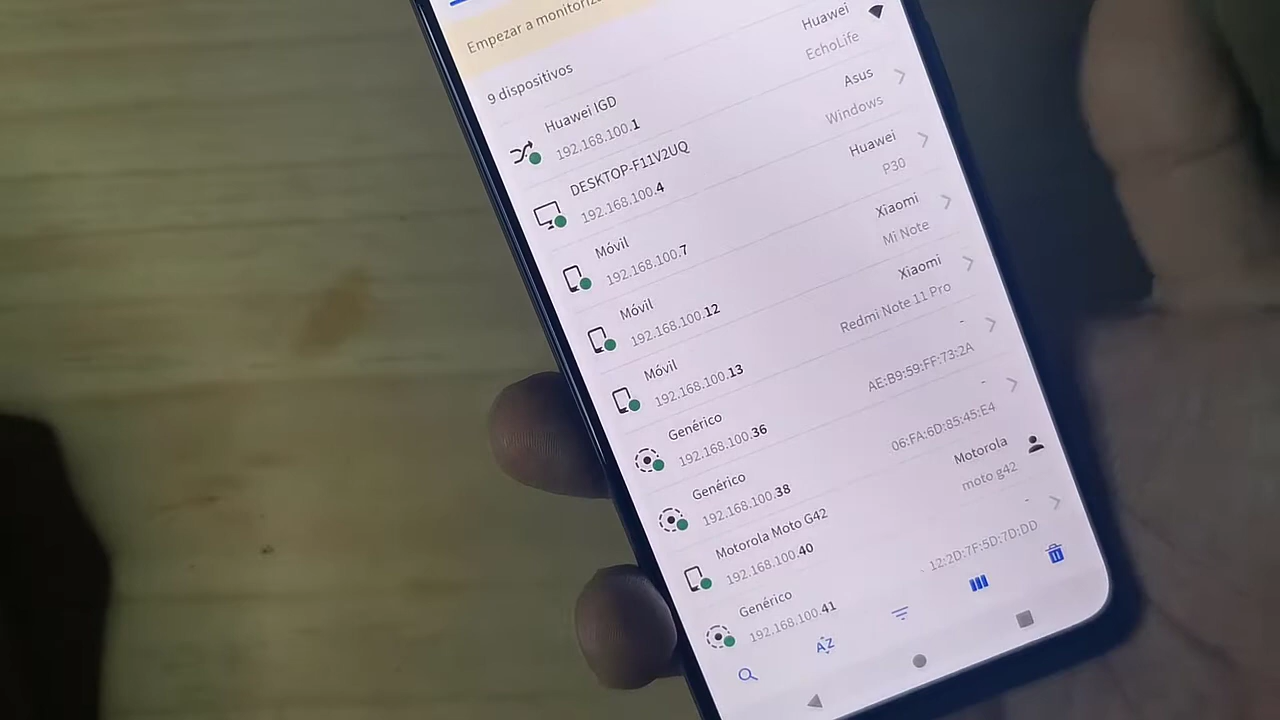 Empezar a monitoriz
9 dispositivos
Huawei IGD Huawei
192.168.100.1 EchoLife
DESKTOP-F11V2UQ Asus
192.168.100.4 Windows
Móvil Huawei
192.168.100.7 P30
Móvil Xiaomi
192.168.100.12 Mi Note
Móvil Xiaomi
192.168.100.13 Redmi Note 11 Pro
Genérico -
192.168.100.36 AE:B9:59:FF:73:2A
Genérico -
192.168.100.38 06:FA:6D:85:45:E4
Motorola Moto G42 Motorola
192.168.100.40 moto g42
Genérico -
192.168.100.41 12:2D:7F:5D:7D:DD
AZ